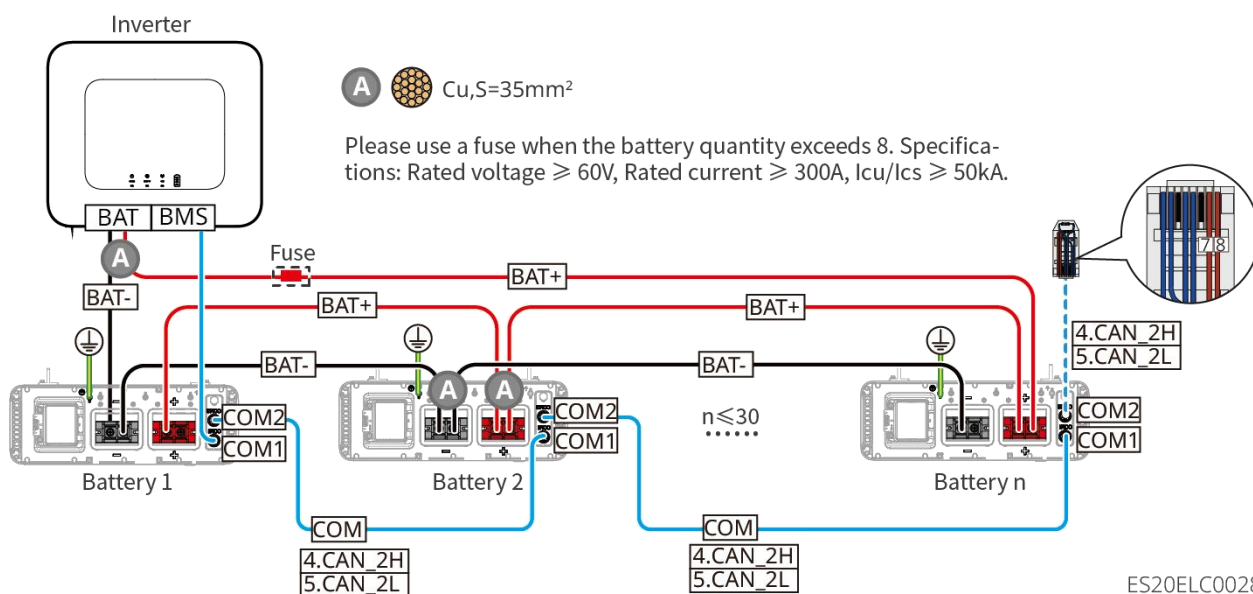 Inverter
A
Cu,S=35mm²
Please use a fuse when the battery quantity exceeds 8. Specifica-
tions: Rated voltage ≥ 60V, Rated current ≥ 300A, Icu/Ics ≥ 50kA.
BAT
BMS
A
Fuse
BAT+
7 8
BAT-
BAT+
BAT+
4.CAN_2H
5.CAN_2L
BAT-
BAT-
A
A
COM2
COM1
COM2
COM1
n≤30
COM2
COM1
Battery 1
Battery 2
Battery n
COM
4.CAN_2H
5.CAN_2L
COM
4.CAN_2H
5.CAN_2L
ES20ELC0028